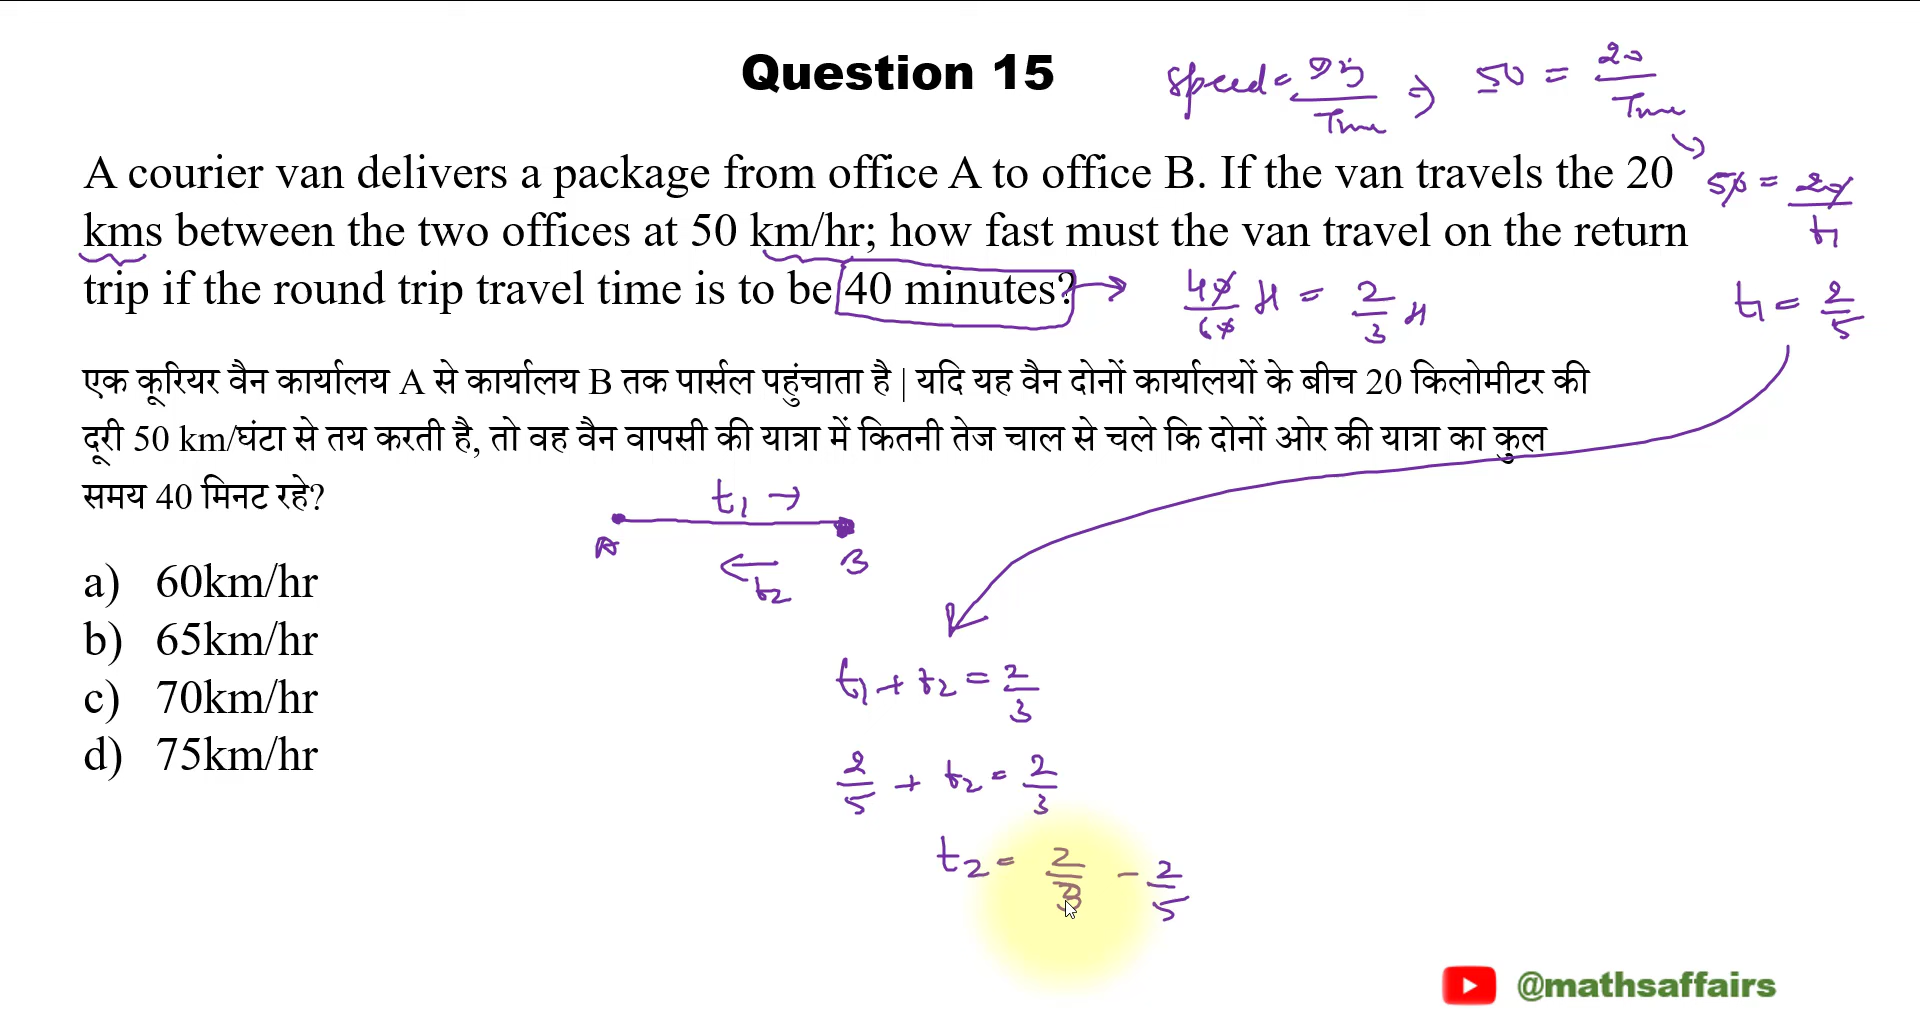 Question 15
speed = D / Time ⇒ 50 = 20 / Time
A courier van delivers a package from office A to office B. If the van travels the 20
kms between the two offices at 50 km/hr; how fast must the van travel on the return
trip if the round trip travel time is to be 40 minutes?
50 = 20 / t1
40/60 H = 2/3 H
t1 = 2/5
एक कूरियर वैन कार्यालय A से कार्यालय B तक पार्सल पहुंचाता है | यदि यह वैन दोनों कार्यालयों के बीच 20 किलोमीटर की
दूरी 50 km/घंटा से तय करती है, तो वह वैन वापसी की यात्रा में कितनी तेज चाल से चले कि दोनों ओर की यात्रा का कुल
समय 40 मिनट रहे?
t1 →
A B
← t2
a) 60km/hr
b) 65km/hr
c) 70km/hr
d) 75km/hr
t1 + t2 = 2/3
2/5 + t2 = 2/3
t2 = 2/3 - 2/5
@mathsaffairs